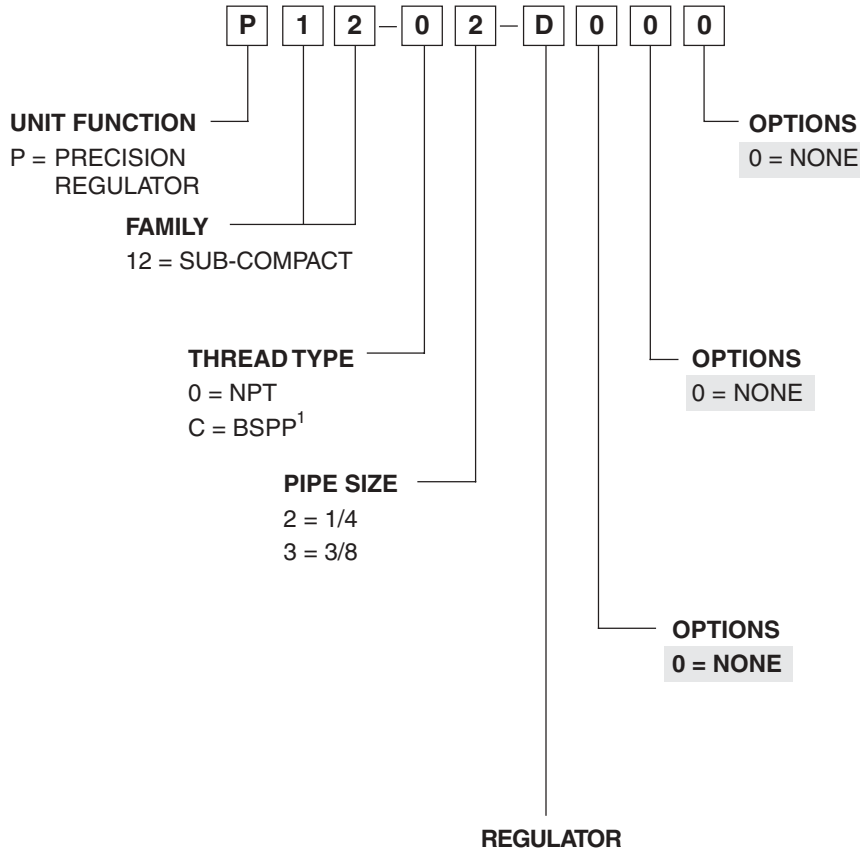 P 1 2 – 0 2 – D 0 0 0
UNIT FUNCTION
P = PRECISION
REGULATOR
FAMILY
12 = SUB-COMPACT
THREAD TYPE
0 = NPT
C = BSPP¹
PIPE SIZE
2 = 1/4
3 = 3/8
OPTIONS
0 = NONE
OPTIONS
0 = NONE
OPTIONS
0 = NONE
REGULATOR